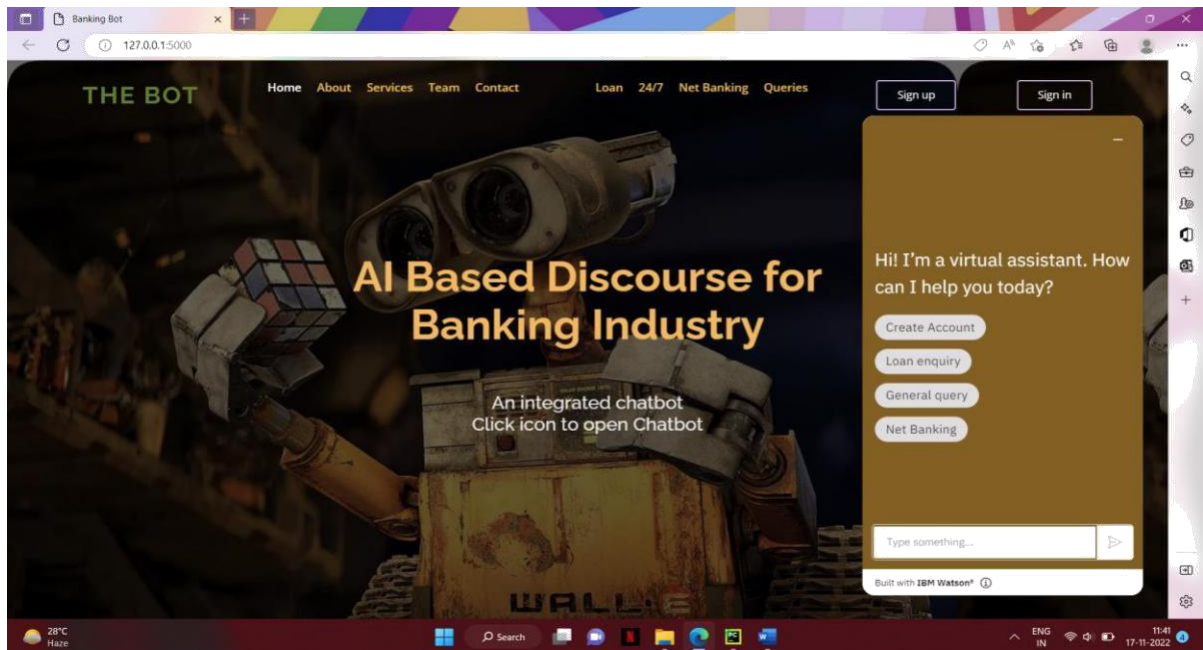 Banking Bot
127.0.0.1:5000
THE BOT
Home About Services Team Contact Loan 24/7 Net Banking Queries
Sign up Sign in
AI Based Discourse for
Banking Industry
An integrated chatbot
Click icon to open Chatbot
WALL·E
Hi! I'm a virtual assistant. How
can I help you today?
Create Account
Loan enquiry
General query
Net Banking
Type something...
Built with IBM Watson®
28°C
Haze
Search
ENG
IN
11:41
17-11-2022
4